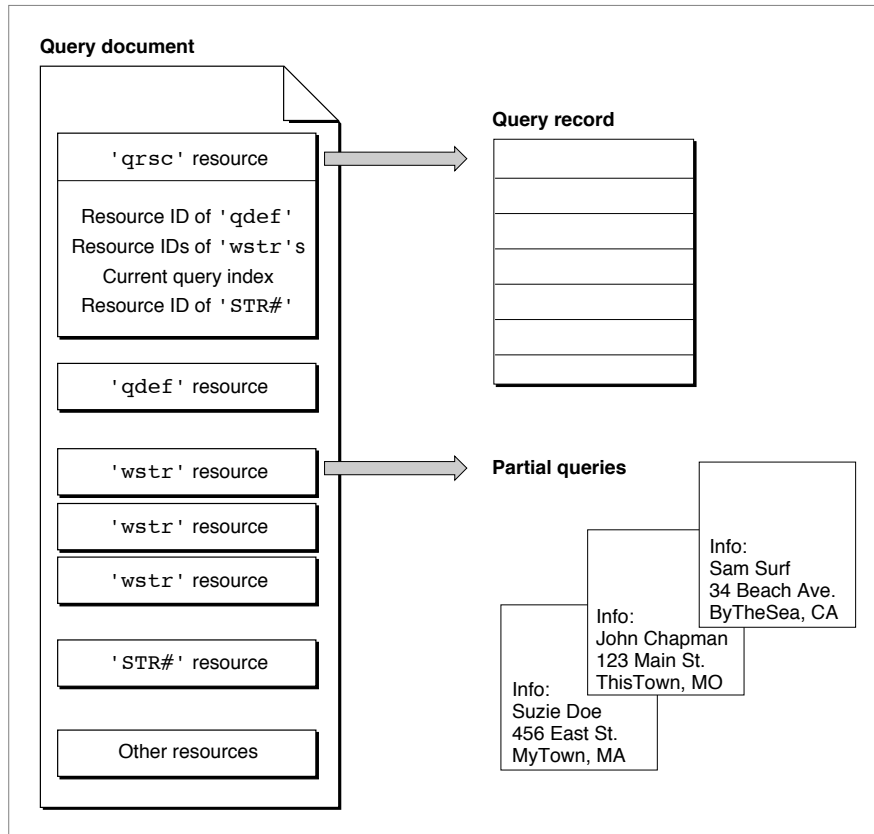 Query document
'qrsc' resource
Resource ID of 'qdef'
Resource IDs of 'wstr's
Current query index
Resource ID of 'STR#'
'qdef' resource
'wstr' resource
'wstr' resource
'wstr' resource
'STR#' resource
Other resources
Query record
Partial queries
Info:
Sam Surf
34 Beach Ave.
ByTheSea, CA
Info:
John Chapman
123 Main St.
ThisTown, MO
Info:
Suzie Doe
456 East St.
MyTown, MA